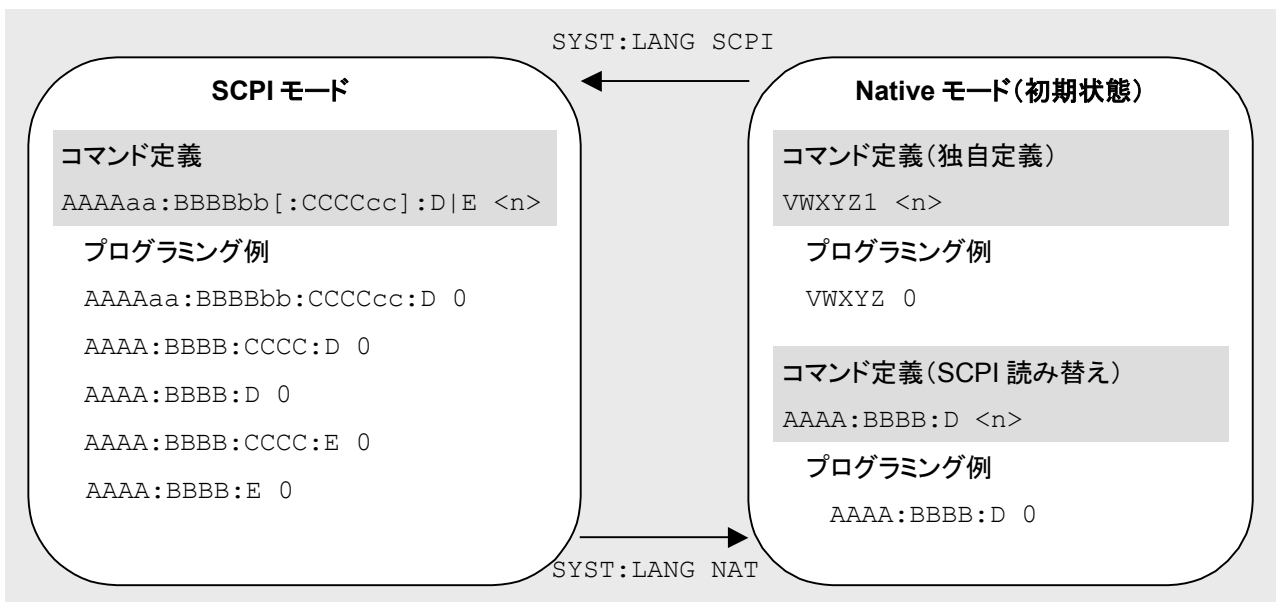 SYST:LANG SCPI
SCPI モード
コマンド定義
AAAAaa:BBBBbb[:CCCCcc]:D|E <n>
プログラミング例
AAAAaa:BBBBbb:CCCCcc:D 0
AAAA:BBBB:CCCC:D 0
AAAA:BBBB:D 0
AAAA:BBBB:CCCC:E 0
AAAA:BBBB:E 0
Native モード(初期状態)
コマンド定義(独自定義)
VWXYZ1 <n>
プログラミング例
VWXYZ 0
コマンド定義(SCPI 読み替え)
AAAA:BBBB:D <n>
プログラミング例
AAAA:BBBB:D 0
SYST:LANG NAT